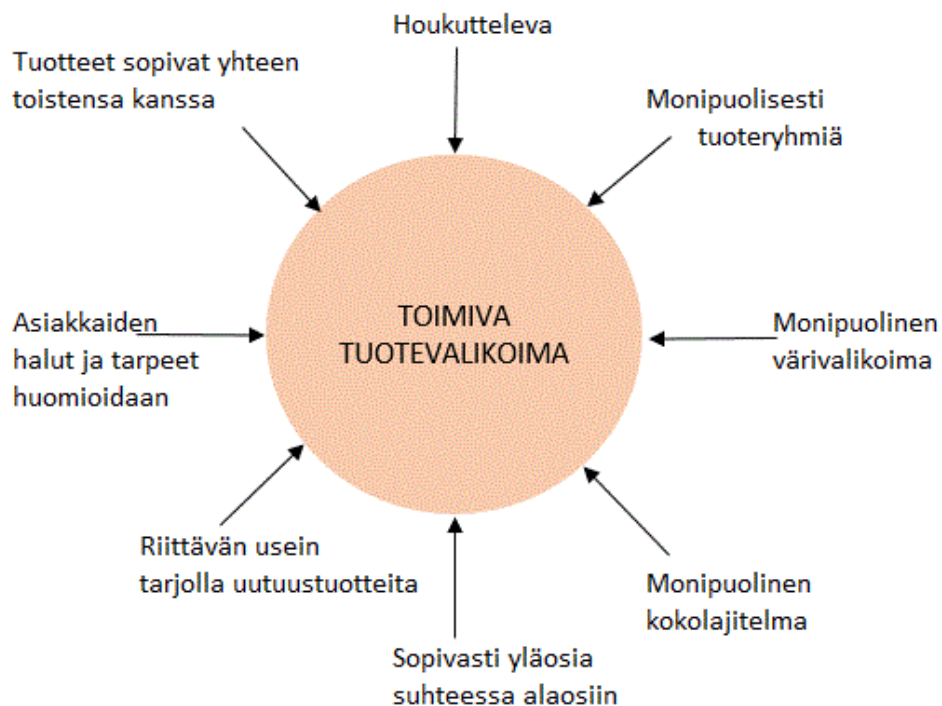 Houkutteleva
Tuotteet sopivat yhteen
toistensa kanssa
Monipuolisesti
tuoteryhmiä
TOIMIVA
TUOTEVALIKOIMA
Asiakkaiden
halut ja tarpeet
huomioidaan
Monipuolinen
värivalikoima
Riittävän usein
tarjolla uutuustuotteita
Monipuolinen
kokolajitelma
Sopivasti yläosia
suhteessa alaosiin